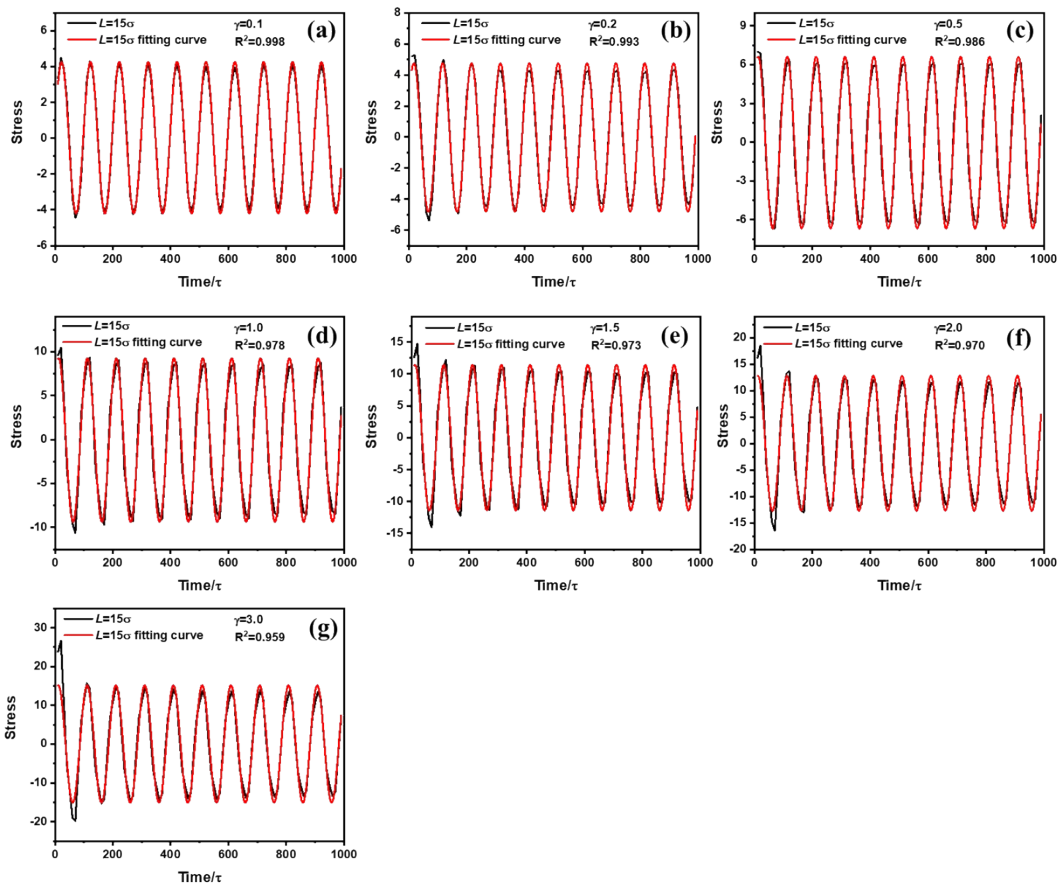 L=15σ γ=0.1 (a)
L=15σ fitting curve R²=0.998
6
4
2
0
-2
-4
-6
Stress
0 200 400 600 800 1000
Time/τ
L=15σ γ=0.2 (b)
L=15σ fitting curve R²=0.993
8
6
4
2
0
-2
-4
-6
Stress
0 200 400 600 800 1000
Time/τ
L=15σ γ=0.5 (c)
L=15σ fitting curve R²=0.986
9
6
3
0
-3
-6
Stress
0 200 400 600 800 1000
Time/τ
L=15σ γ=1.0 (d)
L=15σ fitting curve R²=0.978
10
5
0
-5
-10
Stress
0 200 400 600 800 1000
Time/τ
L=15σ γ=1.5 (e)
L=15σ fitting curve R²=0.973
15
10
5
0
-5
-10
-15
Stress
0 200 400 600 800 1000
Time/τ
L=15σ γ=2.0 (f)
L=15σ fitting curve R²=0.970
20
15
10
5
0
-5
-10
-15
-20
Stress
0 200 400 600 800 1000
Time/τ
L=15σ γ=3.0 (g)
L=15σ fitting curve R²=0.959
30
20
10
0
-10
-20
Stress
0 200 400 600 800 1000
Time/τ